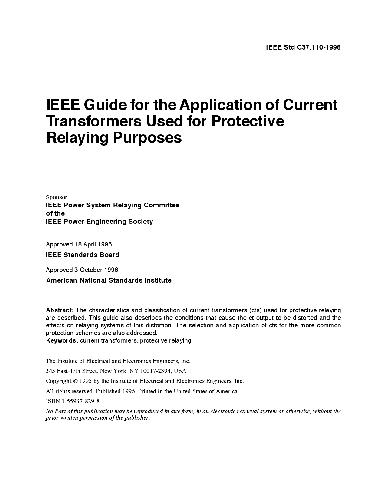 IEEE Std C37.110-1996
IEEE Guide for the Application of Current
Transformers Used for Protective
Relaying Purposes
Sponsor
IEEE Power System Relaying Committee
of the
IEEE Power Engineering Society
Approved 18 April 1996
IEEE Standards Board
Approved 3 October 1996
American National Standards Institute
Abstract: The characteristics and classification of current transformers (cts) used for protective relaying
are described. This guide also describes the conditions that cause the ct output to be distorted and the
effects on relaying systems of this distortion. The selection and application of cts for the more common
protection schemes are also addressed.
Keywords: current transformers, protective relaying
The Institute of Electrical and Electronics Engineers, Inc.
345 East 47th Street, New York, NY 10017-2394, USA
Copyright © 1996 by the Institute of Electrical and Electronics Engineers, Inc.
All rights reserved. Published 1996. Printed in the United States of America
ISBN
No part of this publication may be reproduced in any form, in an electronic retrieval system or otherwise, without the
prior written permission of the publisher.